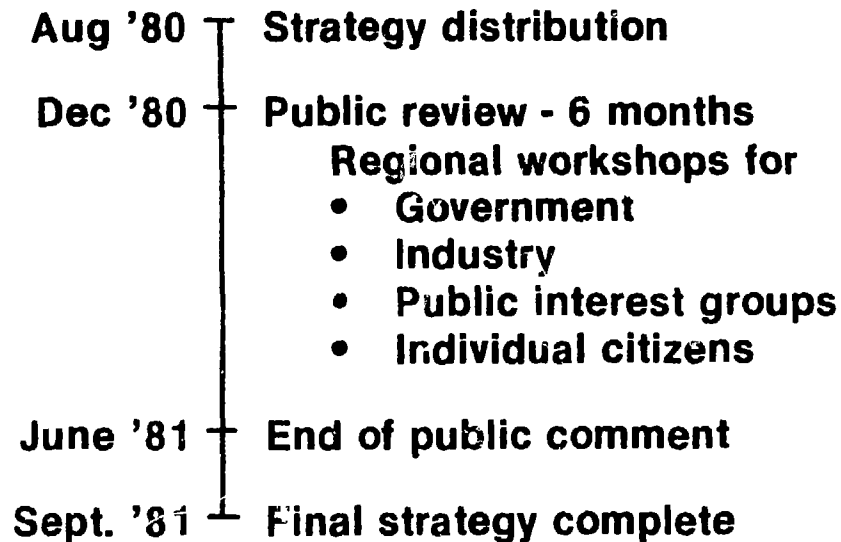 Aug '80 Strategy distribution
Dec '80 Public review - 6 months
Regional workshops for
• Government
• Industry
• Public interest groups
• Individual citizens
June '81 End of public comment
Sept. '81 Final strategy complete